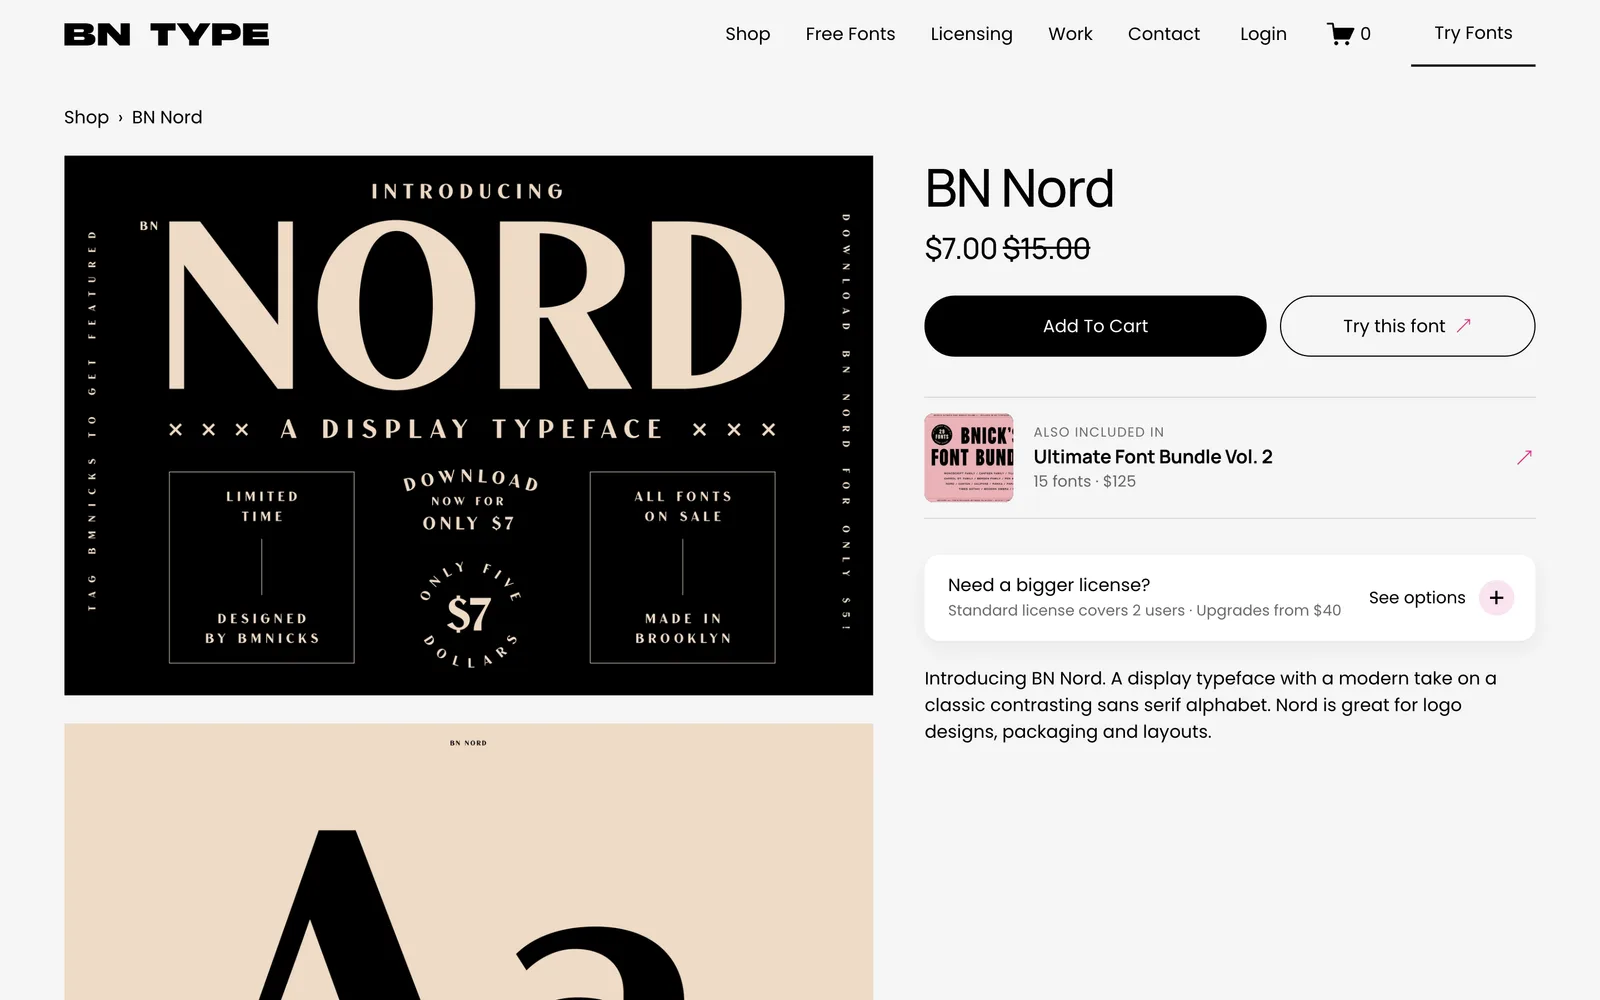 BN TYPE
Shop
Free Fonts
Licensing
Work
Contact
Login
0
Try Fonts
Shop › BN Nord
INTRODUCING
BN
NORD
A DISPLAY TYPEFACE
TAG BMNICKS TO GET FEATURED
DOWNLOAD BN NORD FOR ONLY $5!
LIMITED
TIME
DESIGNED
BY BMNICKS
DOWNLOAD
NOW FOR
ONLY $7
ONLY FIVE
$7
DOLLARS
ALL FONTS
ON SALE
MADE IN
BROOKLYN
BN NORD
Aa
BN Nord
$7.00 $15.00
Add To Cart
Try this font
29
FONTS
BNICK'S
FONT BUND
ALSO INCLUDED IN
Ultimate Font Bundle Vol. 2
15 fonts · $125
Need a bigger license?
Standard license covers 2 users · Upgrades from $40
See options
Introducing BN Nord. A display typeface with a modern take on a
classic contrasting sans serif alphabet. Nord is great for logo
designs, packaging and layouts.